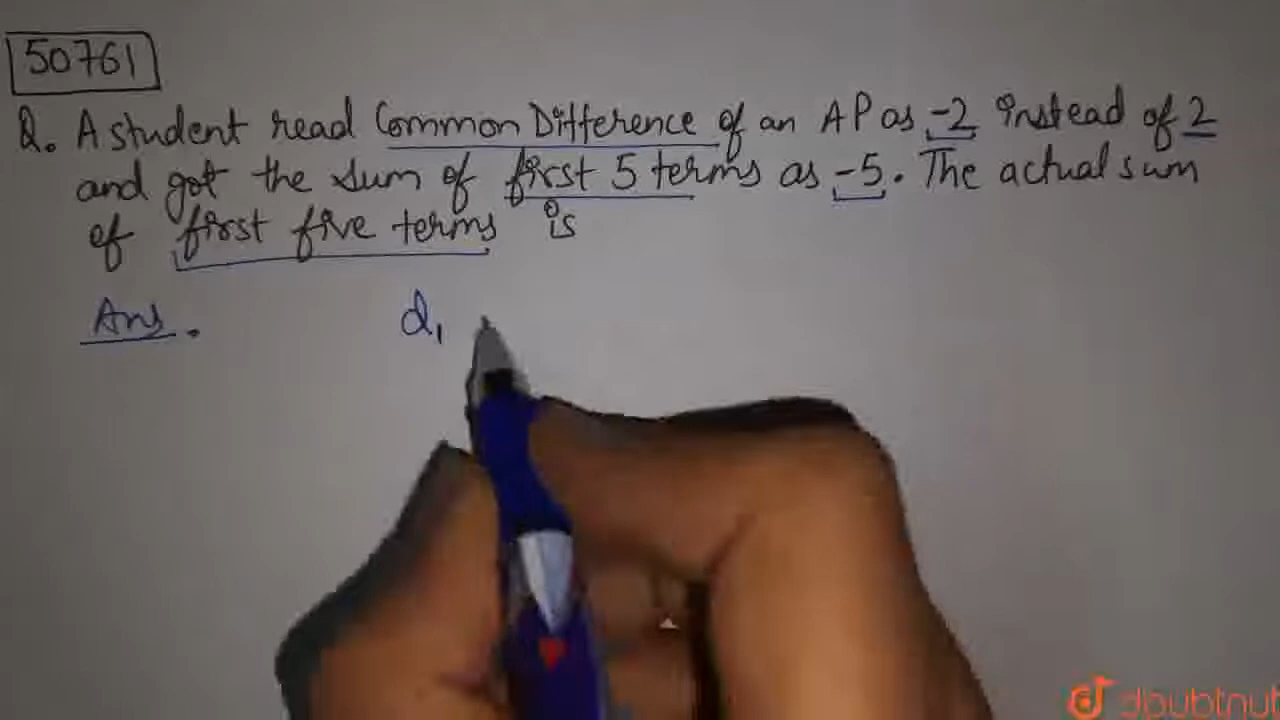 50761
Q. A student read Common Difference of an AP as -2 instead of 2
and got the sum of first 5 terms as -5. The actual sum
of first five terms is
Ans.
d₁
doubtnut